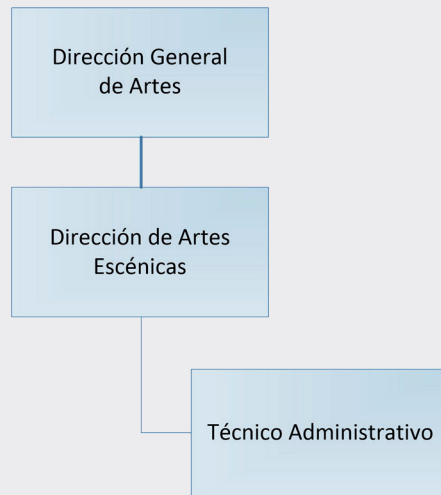 Dirección General
de Artes
Dirección de Artes
Escénicas
Técnico Administrativo